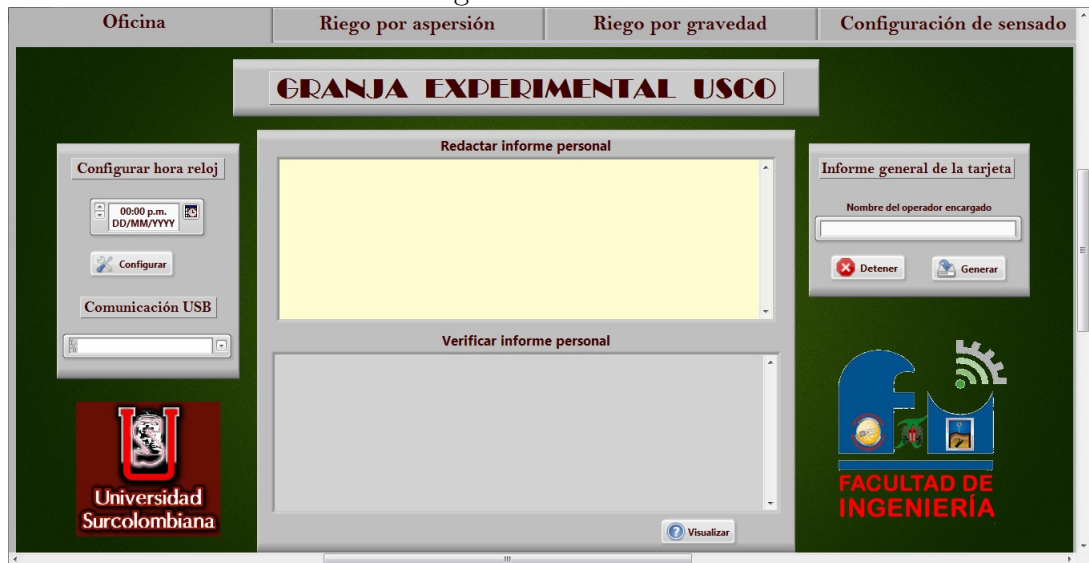 Oficina
Riego por aspersión
Riego por gravedad
Configuración de sensado
GRANJA EXPERIMENTAL USCO
Configurar hora reloj
00:00 p.m.
DD/MM/YYYY
Configurar
Comunicación USB
Redactar informe personal
Verificar informe personal
Visualizar
Informe general de la tarjeta
Nombre del operador encargado
Detener
Generar
Universidad
Surcolombiana
FACULTAD DE
INGENIERÍA